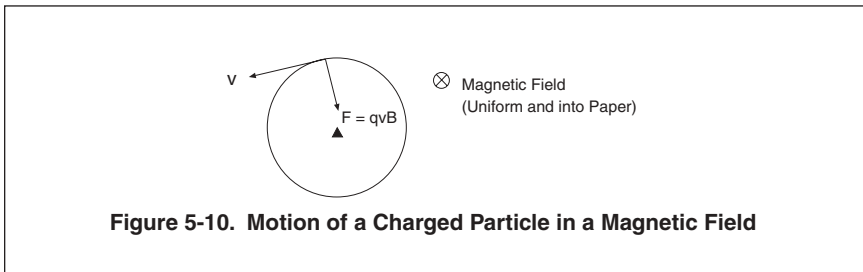 v
F = qvB
Magnetic Field
(Uniform and into Paper)
Figure 5-10. Motion of a Charged Particle in a Magnetic Field